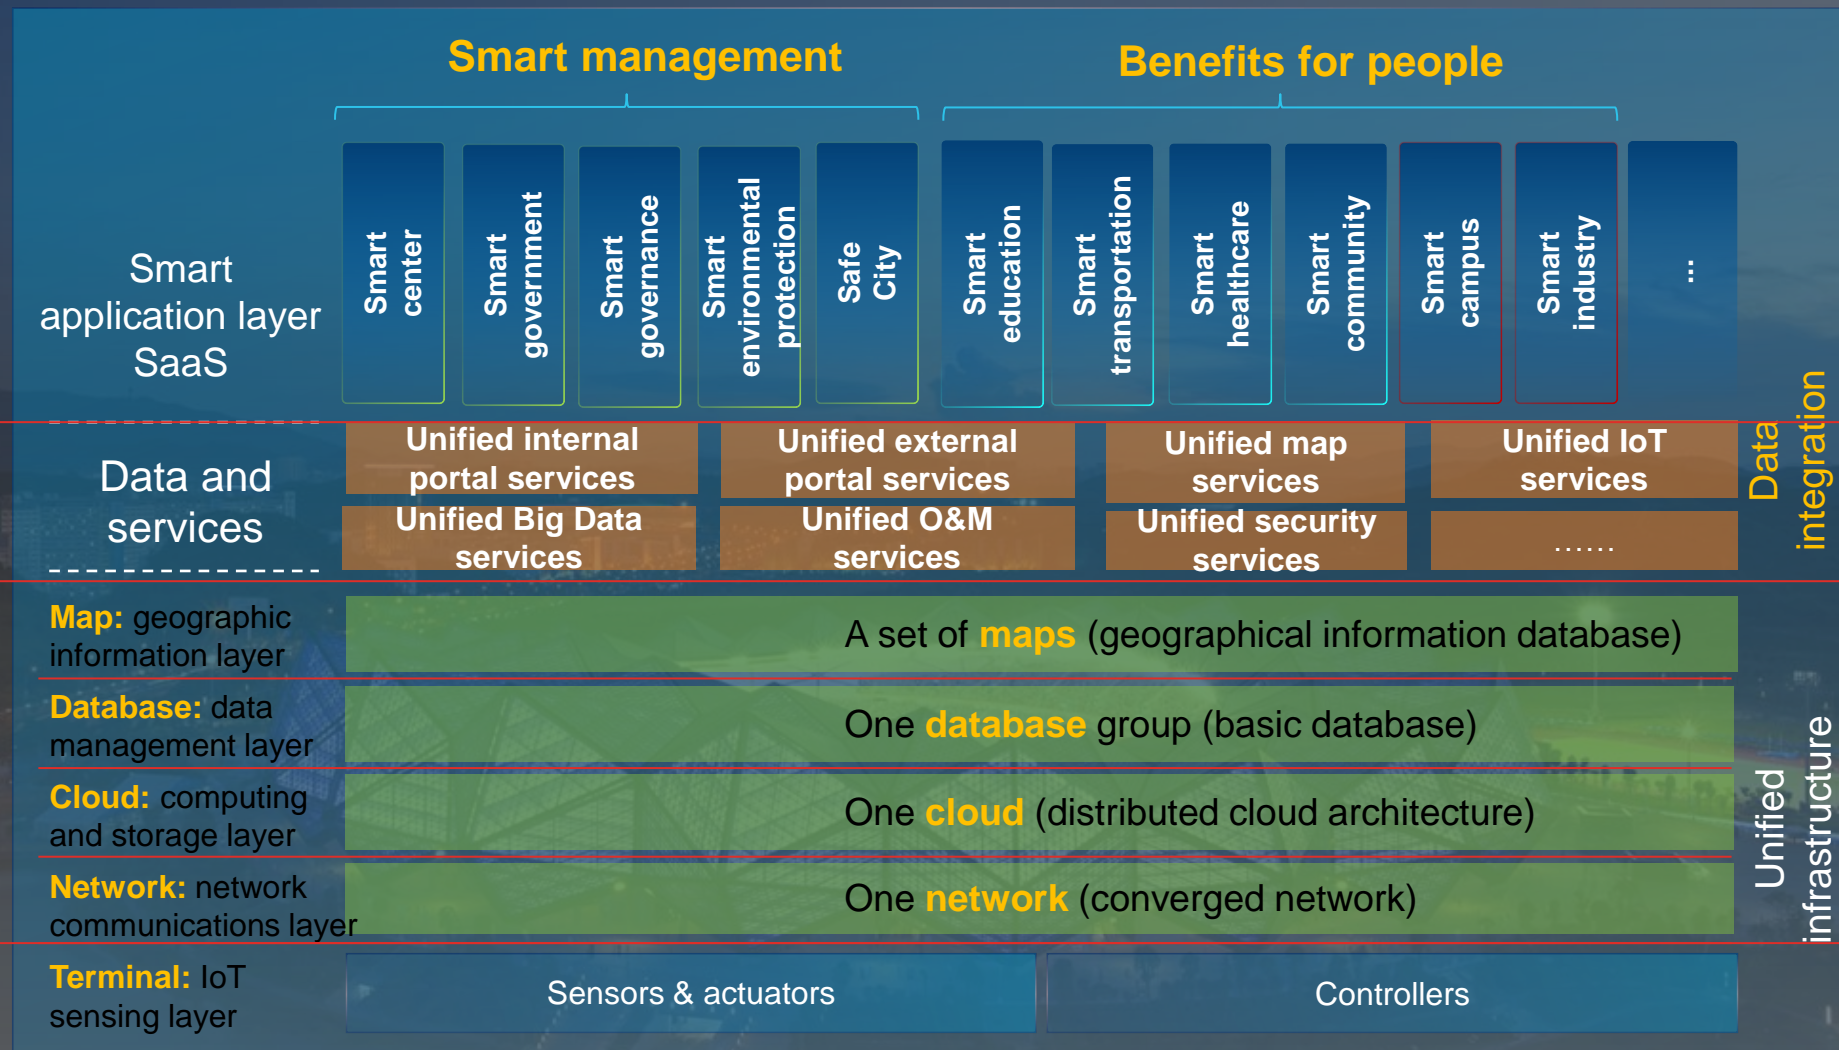 Smart management
Benefits for people
Smart
application layer
SaaS
Smart
center
Smart
government
Smart
governance
Smart
environmental
protection
Safe
City
Smart
education
Smart
transportation
Smart
healthcare
Smart
community
Smart
campus
Smart
industry
...
Data and
services
Unified internal
portal services
Unified external
portal services
Unified map
services
Unified IoT
services
Unified Big Data
services
Unified O&M
services
Unified security
services
……
Data
integration
Map: geographic
information layer
A set of maps (geographical information database)
Database: data
management layer
One database group (basic database)
Cloud: computing
and storage layer
One cloud (distributed cloud architecture)
Network: network
communications layer
One network (converged network)
Unified
infrastructure
Terminal: IoT
sensing layer
Sensors & actuators
Controllers